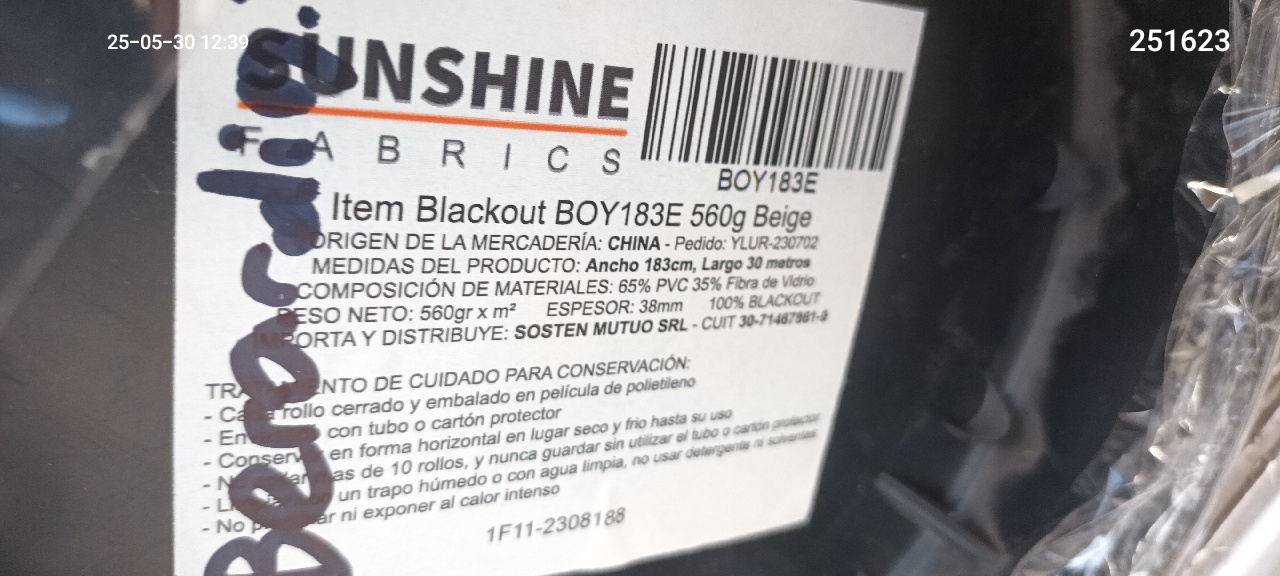 25-05-30 12:39
251623
SUNSHINE
FABRICS
BOY183E
Item Blackout BOY183E 560g Beige
ORIGEN DE LA MERCADERÍA: CHINA - Pedido: YLUR-230702
MEDIDAS DEL PRODUCTO: Ancho 183cm, Largo 30 metros
COMPOSICIÓN DE MATERIALES: 65% PVC 35% Fibra de Vidrio
PESO NETO: 560gr x m² ESPESOR: 38mm 100% BLACKOUT
IMPORTA Y DISTRIBUYE: SOSTEN MUTUO SRL - CUIT
NTO DE CUIDADO PARA CONSERVACIÓN:
- rollo cerrado y embalado en película de polietileno
- con tubo o cartón protector
- en forma horizontal en lugar seco y frio hasta su uso
- de 10 rollos, y nunca guardar sin utilizar el tubo o cartón protector
- un trapo húmedo o con agua limpia, no usar detergente ni solventes
- No ni exponer al calor intenso
1F11-2308188